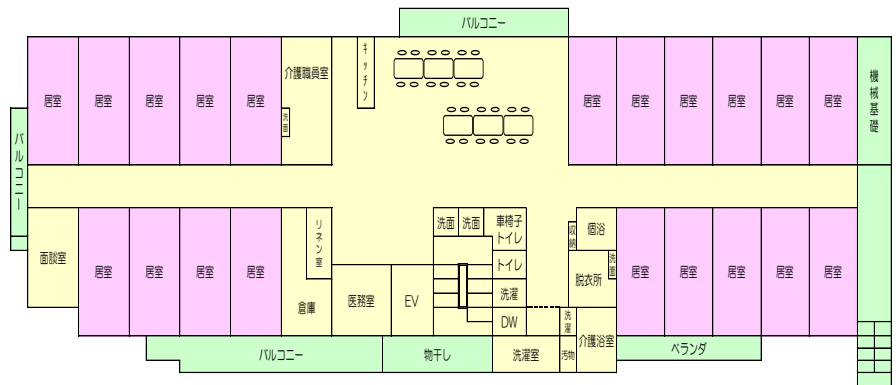 バルコニー
居室
居室
居室
居室
居室
介護職員室
洗面
キッチン
居室
居室
居室
居室
居室
居室
機械基礎
バルコニー
面談室
居室
居室
居室
居室
リネン室
倉庫
医務室
EV
洗面
洗面
車椅子
トイレ
トイレ
洗濯
DW
収納
個浴
洗面
脱衣所
洗濯
汚物
介護浴室
居室
居室
居室
居室
居室
バルコニー
物干し
洗濯室
ベランダ